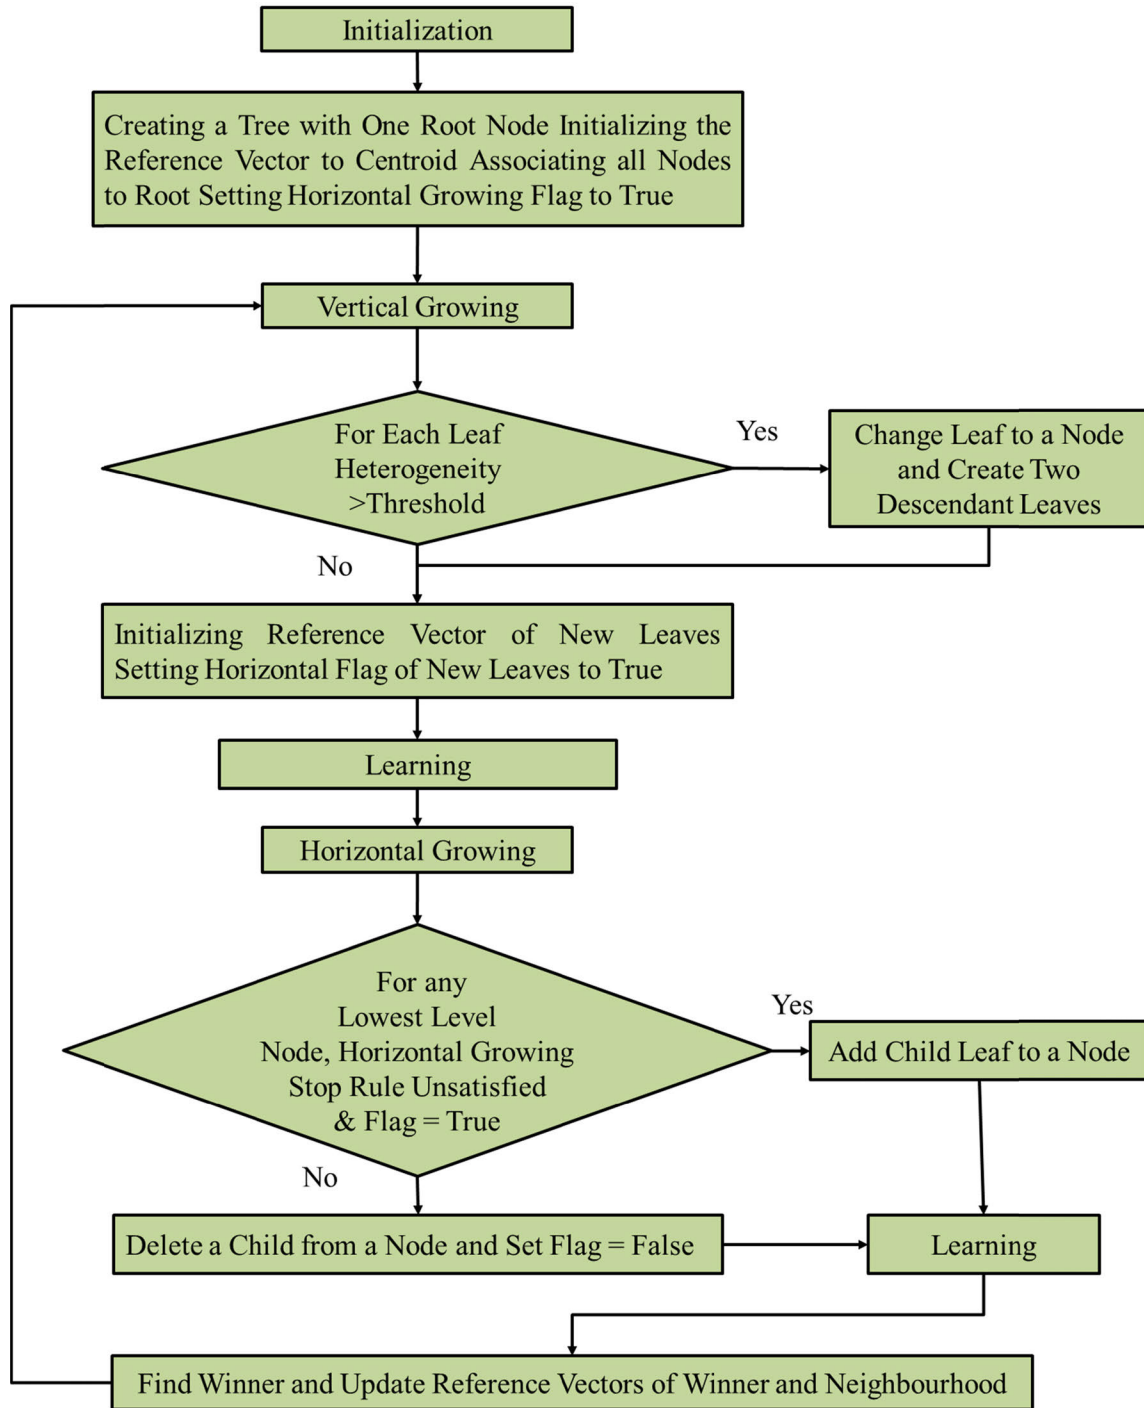 Initialization
Creating a Tree with One Root Node Initializing the
Reference Vector to Centroid Associating all Nodes
to Root Setting Horizontal Growing Flag to True
Vertical Growing
For Each Leaf
Heterogeneity
>Threshold
Yes
Change Leaf to a Node
and Create Two
Descendant Leaves
No
Initializing Reference Vector of New Leaves
Setting Horizontal Flag of New Leaves to True
Learning
Horizontal Growing
For any
Lowest Level
Node, Horizontal Growing
Stop Rule Unsatisfied
& Flag = True
Yes
Add Child Leaf to a Node
No
Delete a Child from a Node and Set Flag = False
Learning
Find Winner and Update Reference Vectors of Winner and Neighbourhood